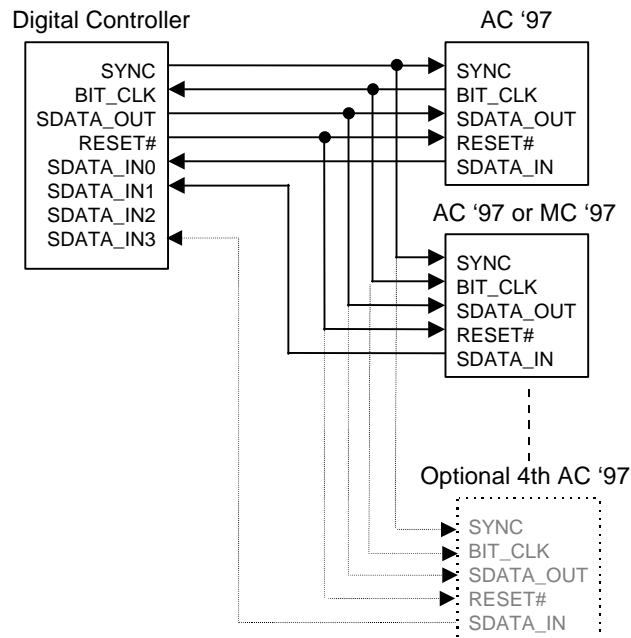 Digital Controller
SYNC
BIT_CLK
SDATA_OUT
RESET#
SDATA_IN0
SDATA_IN1
SDATA_IN2
SDATA_IN3
AC ‘97
SYNC
BIT_CLK
SDATA_OUT
RESET#
SDATA_IN
AC ‘97 or MC ‘97
SYNC
BIT_CLK
SDATA_OUT
RESET#
SDATA_IN
Optional 4th AC ‘97
SYNC
BIT_CLK
SDATA_OUT
RESET#
SDATA_IN